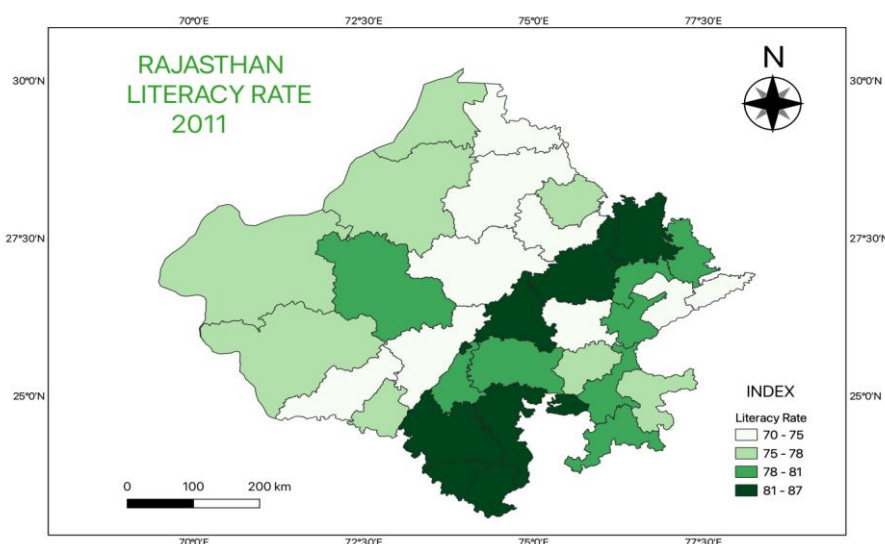 70°0'E 72°30'E 75°0'E 77°30'E
RAJASTHAN
LITERACY RATE
2011
N
30°0'N 30°0'N
27°30'N 27°30'N
25°0'N 25°0'N
INDEX
Literacy Rate
70 - 75
75 - 78
78 - 81
81 - 87
0 100 200 km
70°0'E 72°30'E 75°0'E 77°30'E